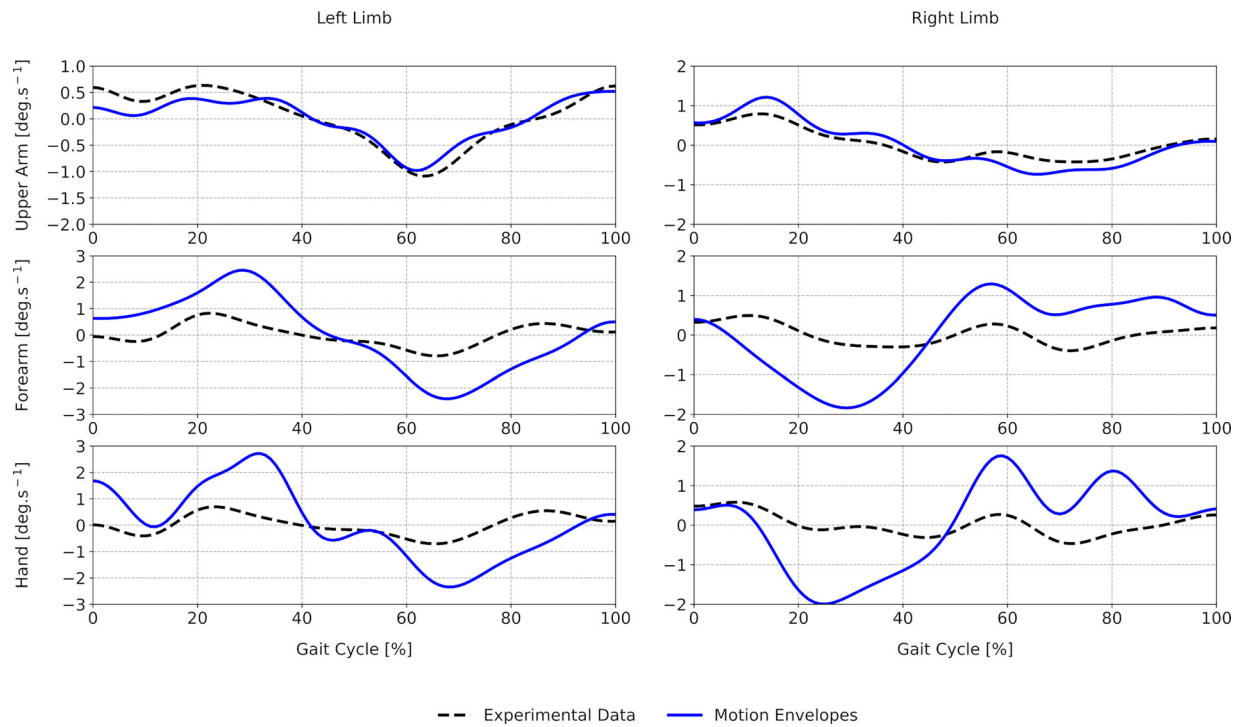 Left Limb
Right Limb
Upper Arm [deg.s⁻¹]
1.0
0.5
0.0
−0.5
−1.0
−1.5
−2.0
0 20 40 60 80 100
2
1
0
−1
−2
0 20 40 60 80 100
Forearm [deg.s⁻¹]
3
2
1
0
−1
−2
−3
0 20 40 60 80 100
2
1
0
−1
−2
0 20 40 60 80 100
Hand [deg.s⁻¹]
3
2
1
0
−1
−2
−3
0 20 40 60 80 100
Gait Cycle [%]
2
1
0
−1
−2
0 20 40 60 80 100
Gait Cycle [%]
Experimental Data Motion Envelopes